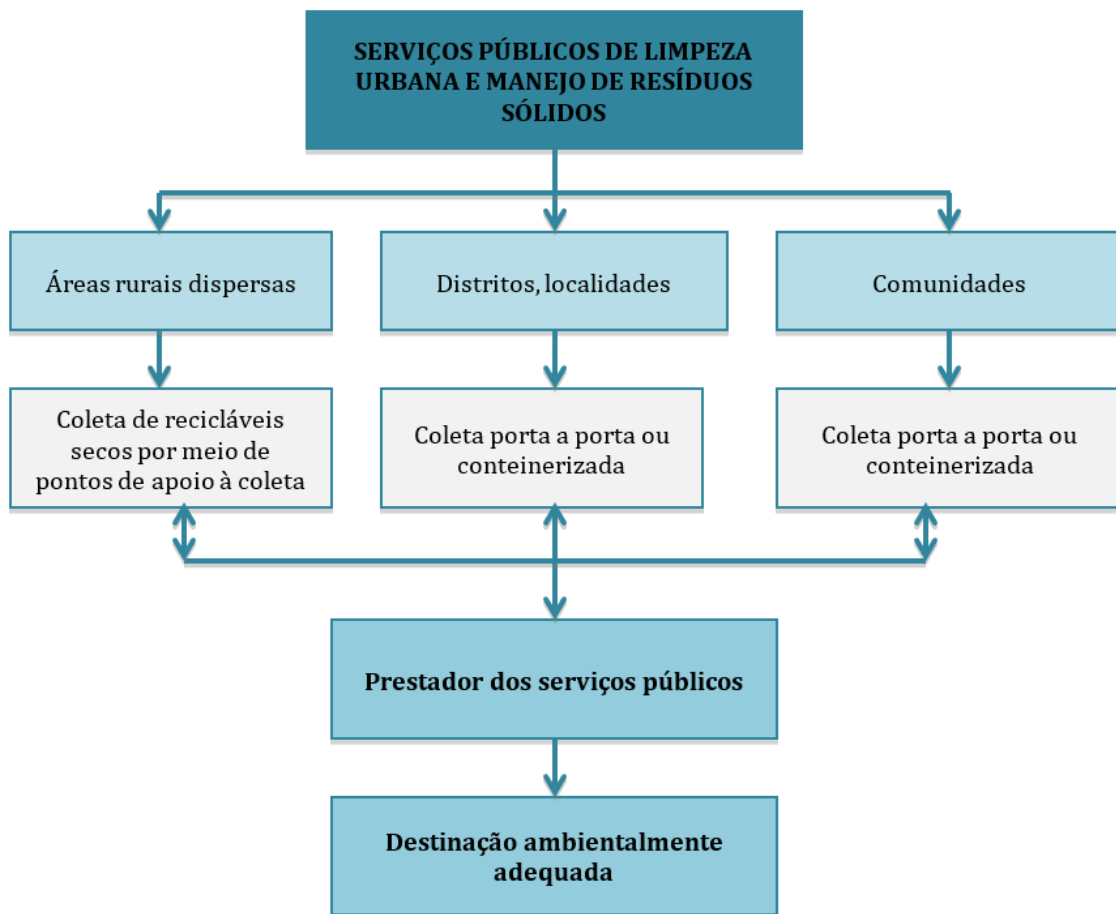 SERVIÇOS PÚBLICOS DE LIMPEZA
URBANA E MANEJO DE RESÍDUOS
SÓLIDOS
Áreas rurais dispersas
Distritos, localidades
Comunidades
Coleta de recicláveis
secos por meio de
pontos de apoio à coleta
Coleta porta a porta ou
conteinerizada
Coleta porta a porta ou
conteinerizada
Prestador dos serviços públicos
Destinação ambientalmente
adequada